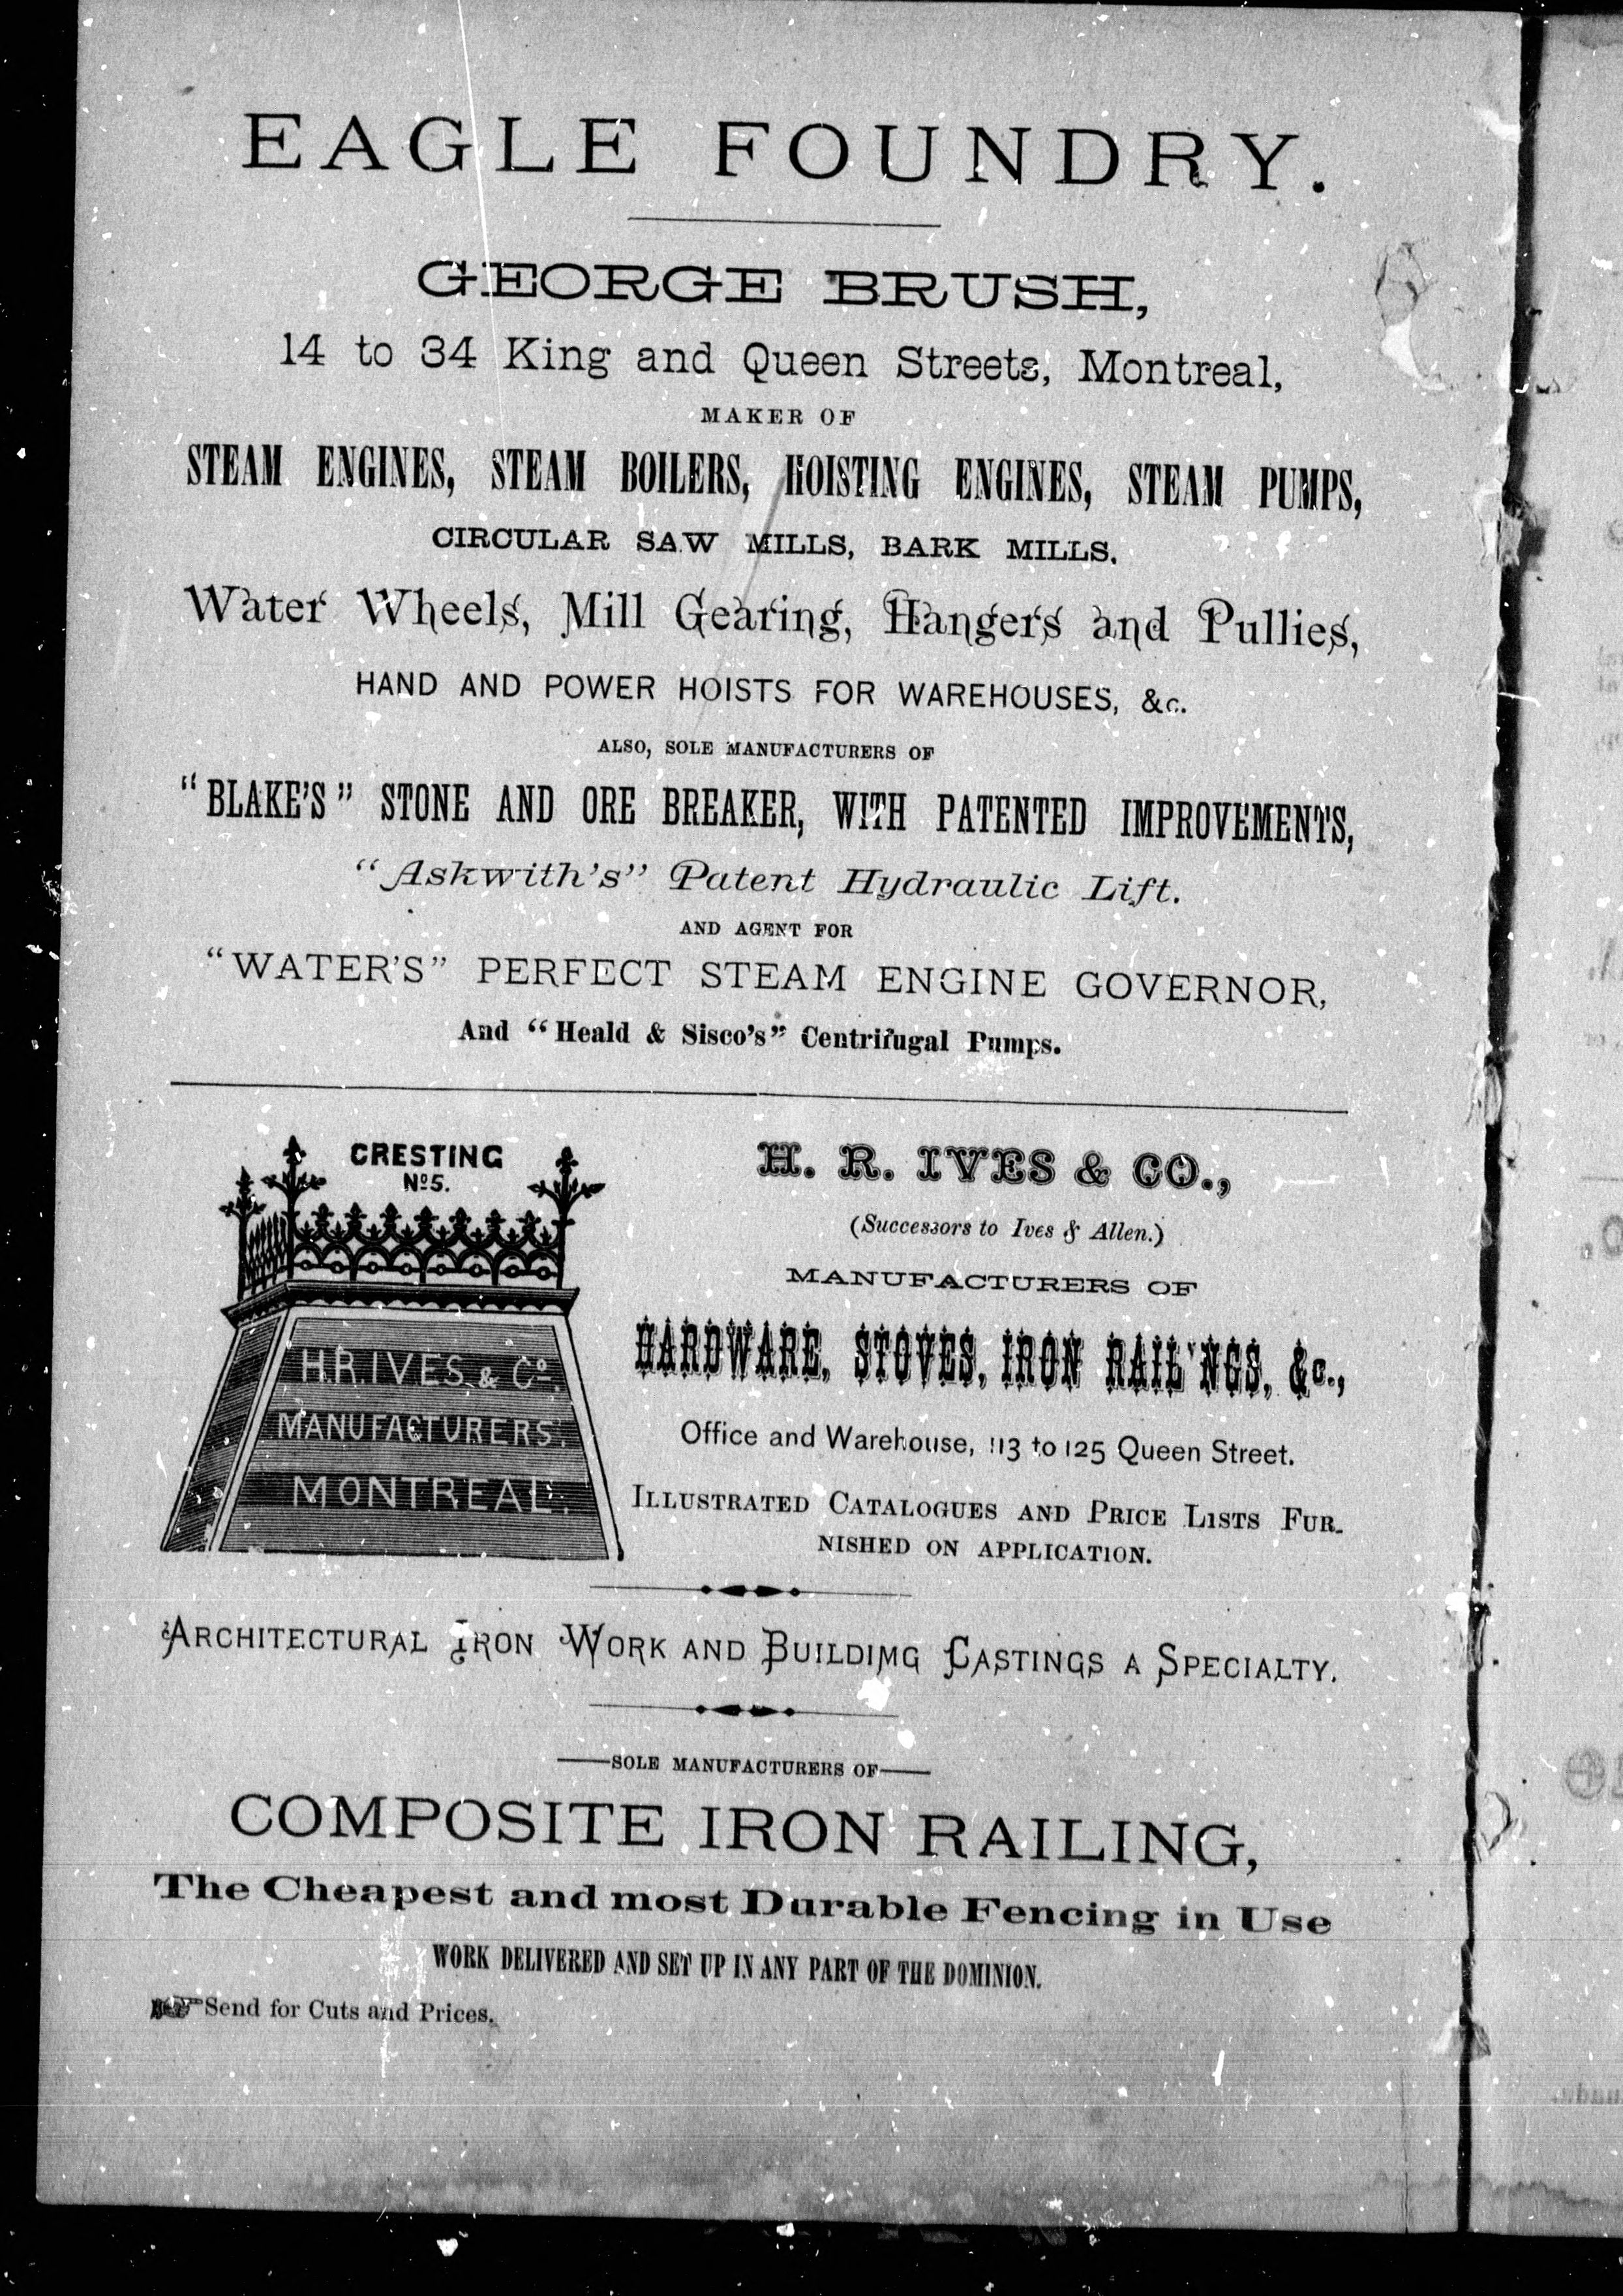 EAGLE FOUNDRY.
GEORGE BRUSH,
14 to 34 King and Queen Streets, Montreal,
MAKER OF
STEAM ENGINES, STEAM BOILERS, HOISTING ENGINES, STEAM PUMPS,
CIRCULAR SAW MILLS, BARK MILLS.
Water Wheels, Mill Gearing, Hangers and Pullies,
HAND AND POWER HOISTS FOR WAREHOUSES, &c.
ALSO, SOLE MANUFACTURERS OF
"BLAKE'S" STONE AND ORE BREAKER, WITH PATENTED IMPROVEMENTS,
"Askwith's" Patent Hydraulic Lift.
AND AGENT FOR
"WATER'S" PERFECT STEAM ENGINE GOVERNOR,
And "Heald & Sisco's" Centrifugal Pumps.
CRESTING
No 5.
H.R. IVES & Co.
MANUFACTURERS.
MONTREAL.
H. R. IVES & CO.,
(Successors to Ives & Allen.)
MANUFACTURERS OF
HARDWARE, STOVES, IRON RAILINGS, &c.,
Office and Warehouse, 113 to 125 Queen Street.
ILLUSTRATED CATALOGUES AND PRICE LISTS FUR-
NISHED ON APPLICATION.
ARCHITECTURAL IRON WORK AND BUILDIMG CASTINGS A SPECIALTY.
SOLE MANUFACTURERS OF
COMPOSITE IRON RAILING,
The Cheapest and most Durable Fencing in Use
WORK DELIVERED AND SET UP IN ANY PART OF THE DOMINION.
Send for Cuts and Prices.